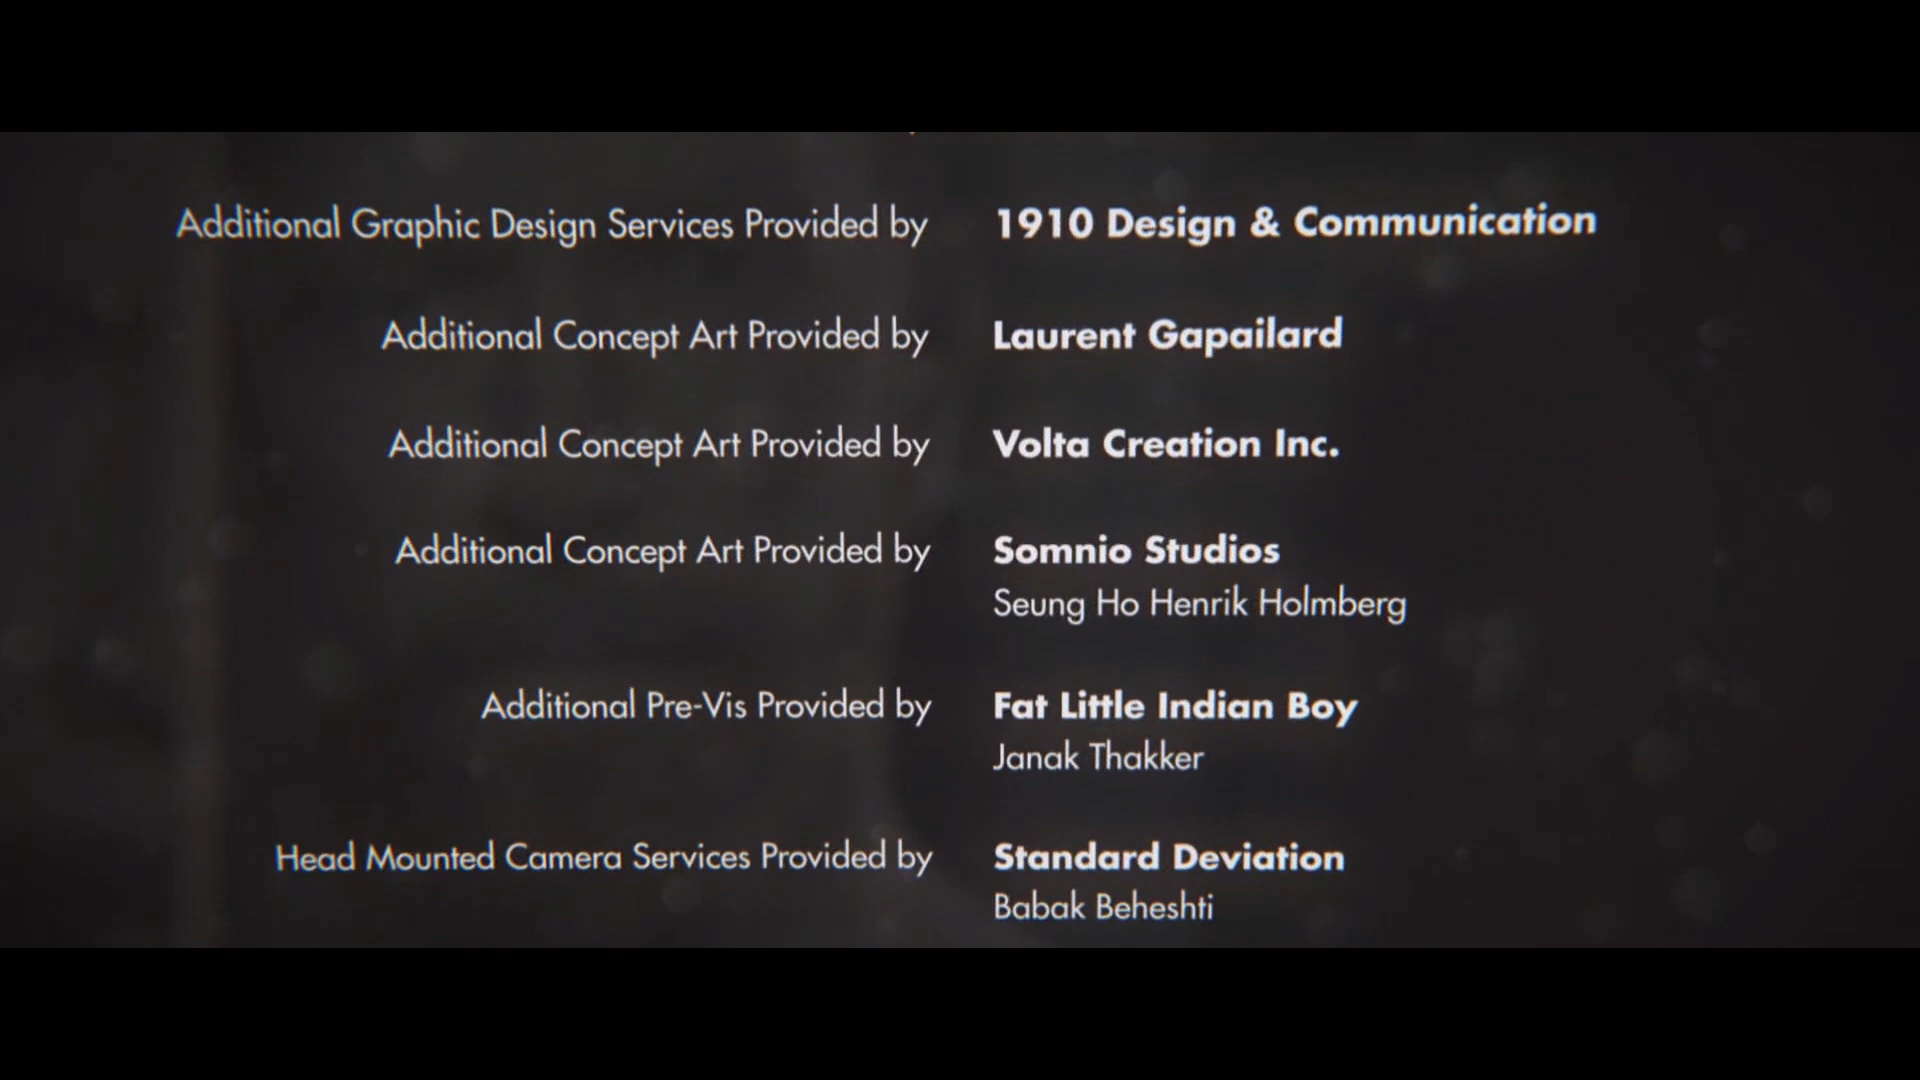 Additional Graphic Design Services Provided by 1910 Design & Communication
Additional Concept Art Provided by Laurent Gapailard
Additional Concept Art Provided by Volta Creation Inc.
Additional Concept Art Provided by Somnio Studios
Seung Ho Henrik Holmberg
Additional Pre-Vis Provided by Fat Little Indian Boy
Janak Thakker
Head Mounted Camera Services Provided by Standard Deviation
Babak Beheshti